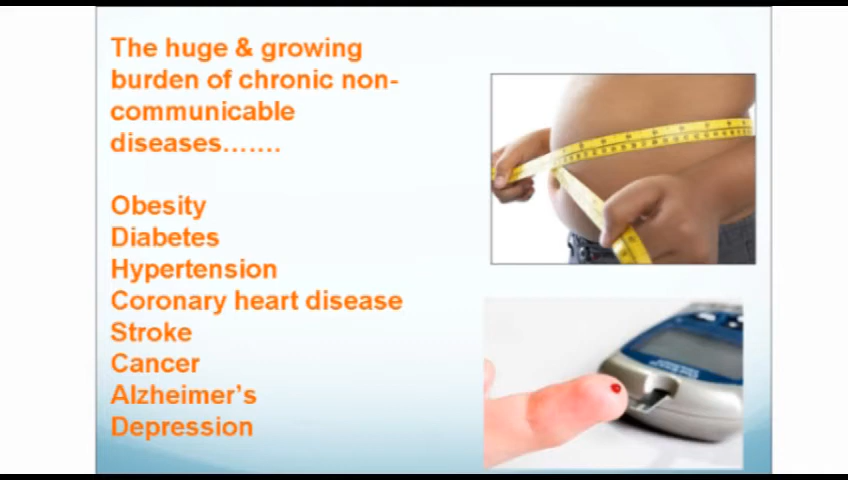 The huge & growing
burden of chronic non-
communicable
diseases.......
Obesity
Diabetes
Hypertension
Coronary heart disease
Stroke
Cancer
Alzheimer’s
Depression